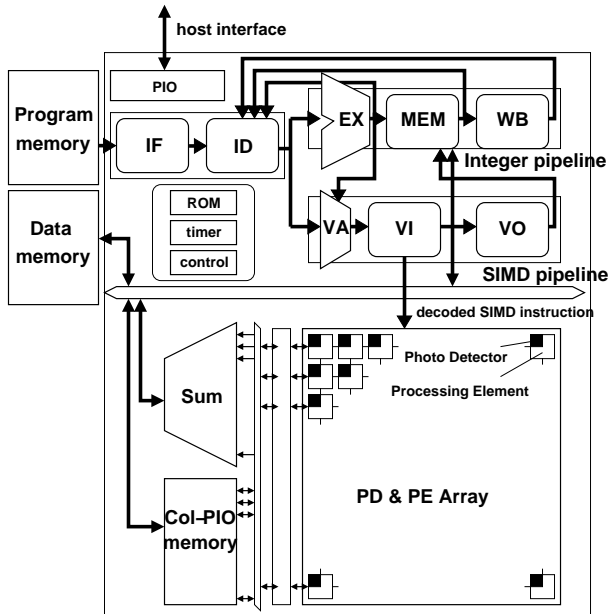 host interface
PIO
Program
memory
IF
ID
EX
MEM
WB
Integer pipeline
Data
memory
ROM
timer
control
VA
VI
VO
SIMD pipeline
decoded SIMD instruction
Photo Detector
Processing Element
Sum
PD & PE Array
Col–PIO
memory